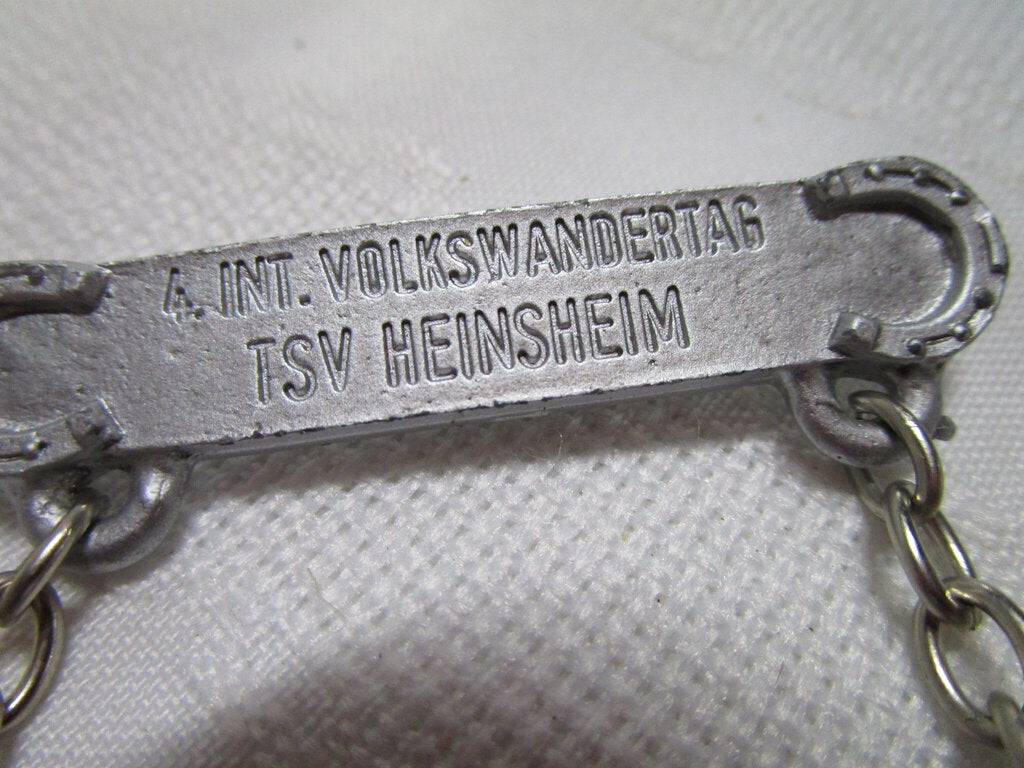 4. INT. VOLKSWANDERTAG
TSV HEINSHEIM